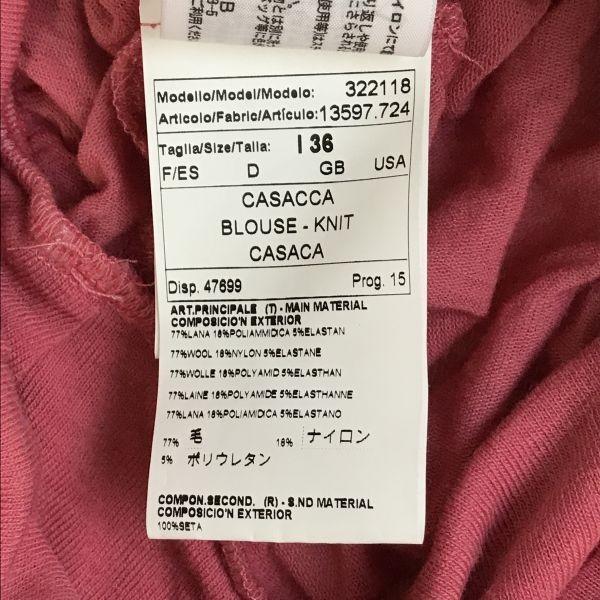 Modello/Model/Modelo: 322118
Articolo/Fabric/Artículo: 13597.724
Taglia/Size/Talla: I 36
F/ES D GB USA
CASACCA
BLOUSE - KNIT
CASACA
Disp. 47699 Prog. 15
ART.PRINCIPALE (T) - MAIN MATERIAL
COMPOSICIO'N EXTERIOR
77%LANA 18%POLIAMMIDICA 5%ELASTAN
77%WOOL 18%NYLON 5%ELASTANE
77%WOLLE 18%POLYAMID 5%ELASTHAN
77%LAINE 18%POLYAMIDE 5%ELASTHANNE
77%LANA 18%POLIAMIDICA 5%ELASTANO
77% 毛 18% ナイロン
5% ポリウレタン
COMPON.SECOND. (R) - S.ND MATERIAL
COMPOSICIO'N EXTERIOR
100%SETA